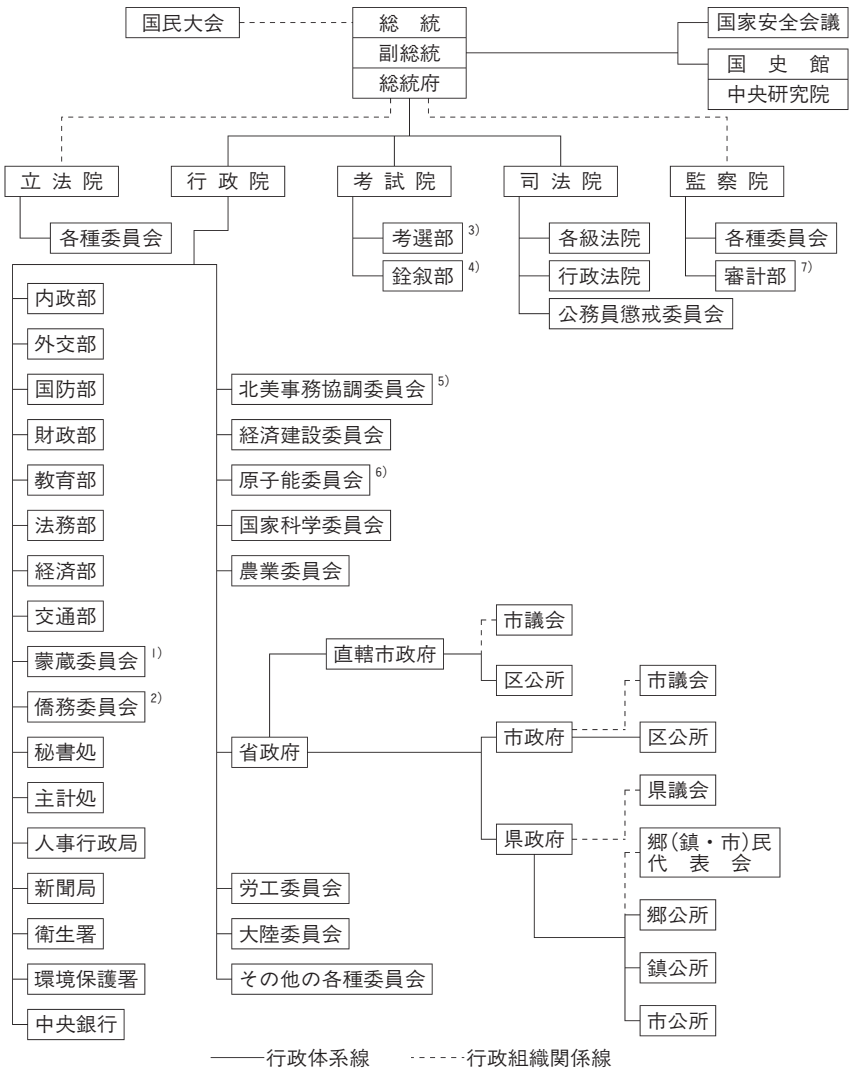 国民大会
総　統
副総統
総統府
国家安全会議
国　史　館
中央研究院
立 法 院
行 政 院
考 試 院
司 法 院
監 察 院
各種委員会
考選部 3)
銓叙部 4)
各級法院
行政法院
公務員懲戒委員会
各種委員会
審計部 7)
内政部
外交部
国防部
財政部
教育部
法務部
経済部
交通部
蒙蔵委員会 1)
僑務委員会 2)
秘書処
主計処
人事行政局
新聞局
衛生署
環境保護署
中央銀行
北美事務協調委員会 5)
経済建設委員会
原子能委員会 6)
国家科学委員会
農業委員会
省政府
労工委員会
大陸委員会
その他の各種委員会
直轄市政府
市議会
区公所
市政府
市議会
区公所
県政府
県議会
郷(鎮・市)民
代　表　会
郷公所
鎮公所
市公所
行政体系線
行政組織関係線